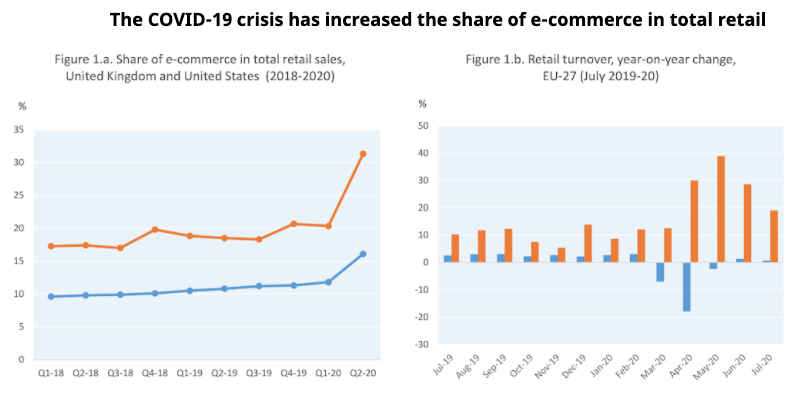 The COVID-19 crisis has increased the share of e-commerce in total retail
Figure 1.a. Share of e-commerce in total retail sales,
United Kingdom and United States (2018-2020)
%
35
30
25
20
15
10
5
0
Q1-18 Q2-18 Q3-18 Q4-18 Q1-19 Q2-19 Q3-19 Q4-19 Q1-20 Q2-20
Figure 1.b. Retail turnover, year-on-year change,
EU-27 (July 2019-20)
%
50
40
30
20
10
0
-10
-20
-30
Jul-19 Aug-19 Sep-19 Oct-19 Nov-19 Dec-19 Jan-20 Feb-20 Mar-20 Apr-20 May-20 Jun-20 Jul-20